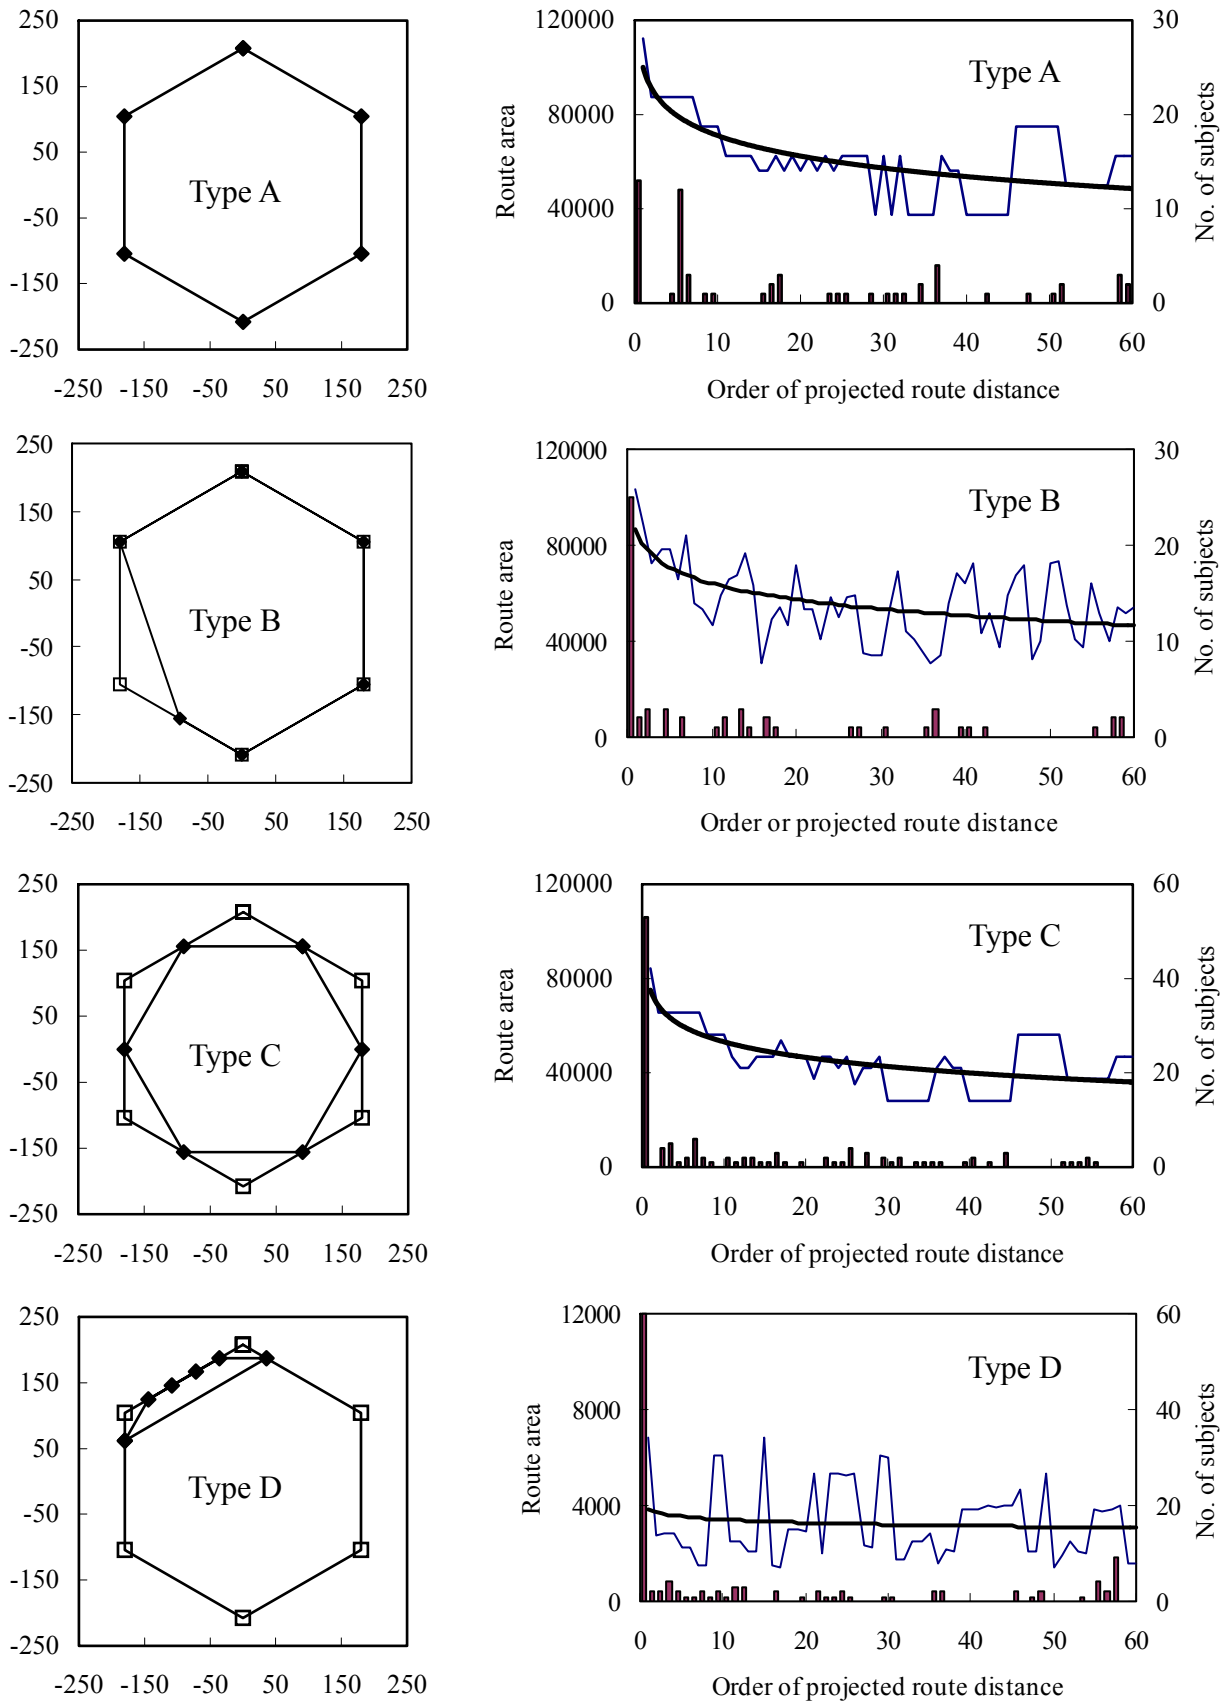 250
150
50
-50
-150
-250
-250 -150 -50 50 150 250
Type A
120000
80000
40000
0
Route area
Type A
30
20
10
0
No. of subjects
0 10 20 30 40 50 60
Order of projected route distance
250
150
50
-50
-150
-250
-250 -150 -50 50 150 250
Type B
120000
80000
40000
0
Route area
Type B
30
20
10
0
No. of subjects
0 10 20 30 40 50 60
Order or projected route distance
250
150
50
-50
-150
-250
-250 -150 -50 50 150 250
Type C
120000
80000
40000
0
Route area
Type C
60
40
20
0
No. of subjects
0 10 20 30 40 50 60
Order of projected route distance
250
150
50
-50
-150
-250
-250 -150 -50 50 150 250
Type D
12000
8000
4000
0
Route area
Type D
60
40
20
0
No. of subjects
0 10 20 30 40 50 60
Order of projected route distance